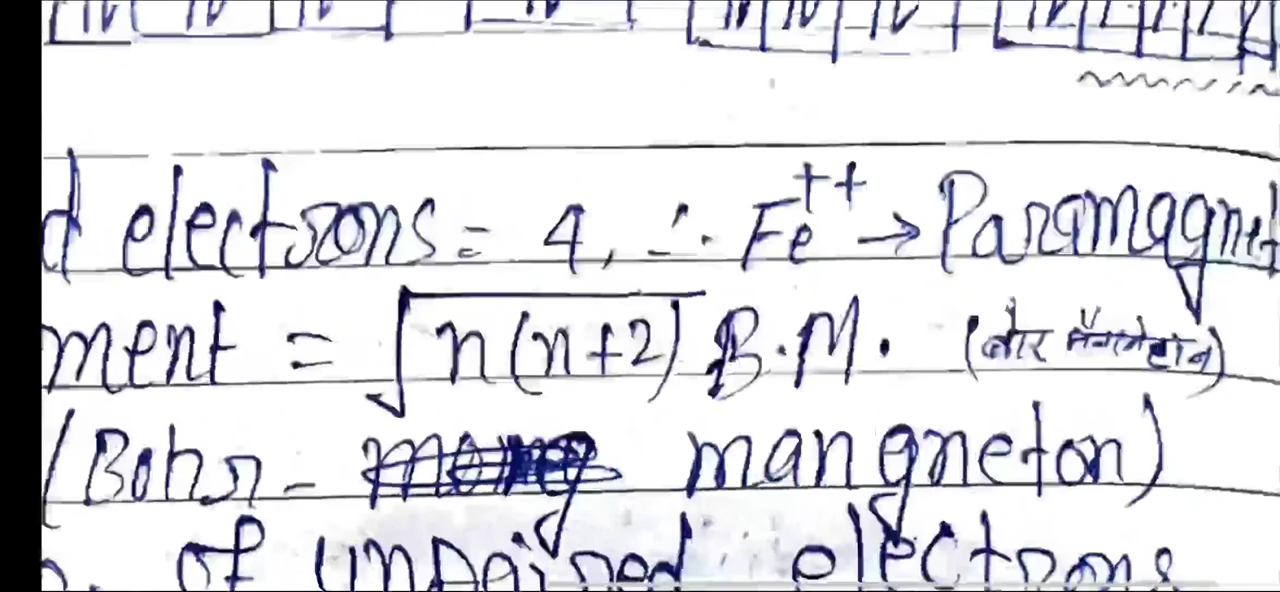 d electrons = 4, ∴ Fe⁺⁺ → Paramagnet
ment = √n(n+2) B.M. (बोर मैग्नेटोन)
(Bohr- mangneton)
. of unpaired electrons